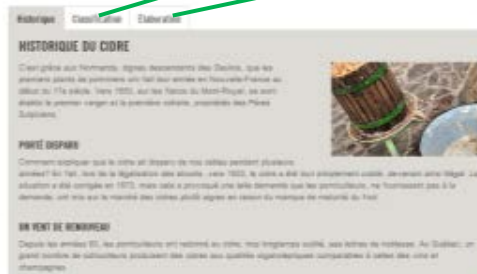 Historique Classification Élaboration
HISTORIQUE DU CIDRE
C'est grâce aux Normands, dignes descendants des Gaulois, que les
premiers plants de pommiers ont fait leur entrée en Nouvelle-France au
début du 17e siècle. Vers 1650, sur les flancs du Mont-Royal, se sont
établis le premier verger et la première cidrerie, propriétés des Pères
Sulpiciens.
PORTÉ DISPARU
Comment expliquer que le cidre ait disparu de nos tables pendant plusieurs
années? En fait, lors de la législation des alcools, vers 1920, le cidre a été tout simplement oublié, devenant ainsi illégal. La
situation a été corrigée en 1970, mais cela a provoqué une telle demande que les pomiculteurs, ne fournissant pas à la
demande, ont mis sur le marché des cidres plutôt aigres en raison du manque de maturité du fruit.
UN VENT DE RENOUVEAU
Depuis les années 80, les pomiculteurs ont redonné au cidre, trop longtemps oublié, ses lettres de noblesse. Au Québec, un
grand nombre de cidriculteurs produisent des cidres aux qualités organoleptiques comparables à celles des vins et
champagnes.